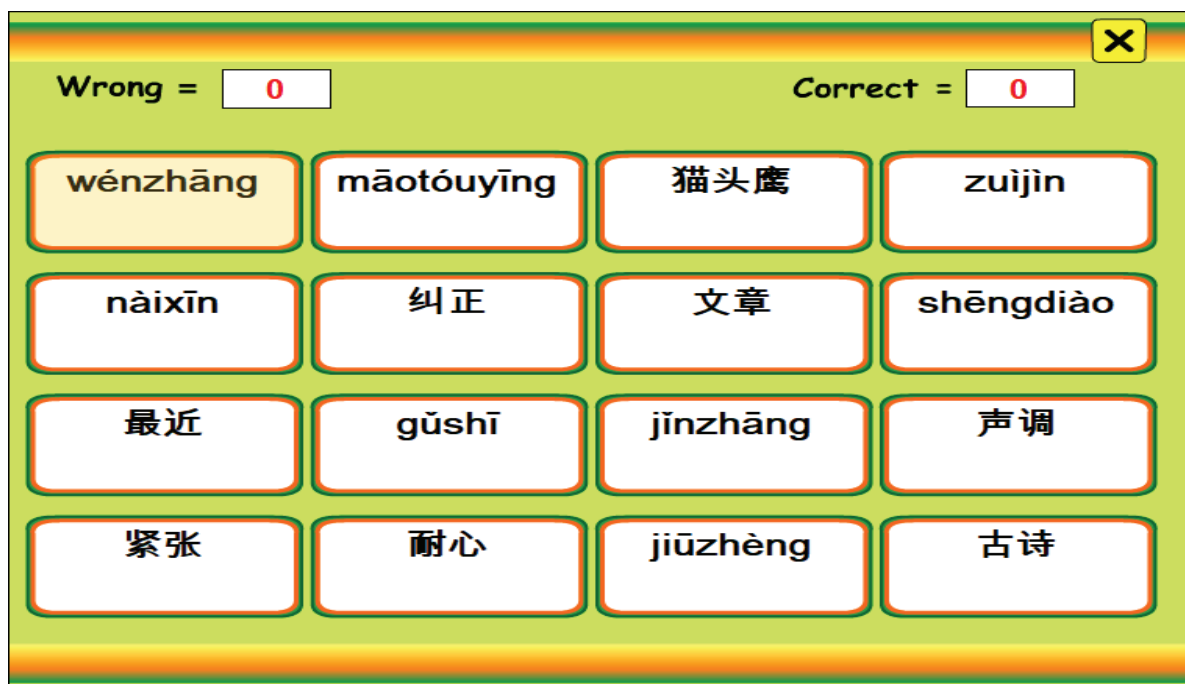 Wrong = 0
Correct = 0
wénzhāng
māotóuyīng
猫头鹰
zuìjìn
nàixīn
纠正
文章
shēngdiào
最近
gǔshī
jǐnzhāng
声调
紧张
耐心
jiūzhèng
古诗